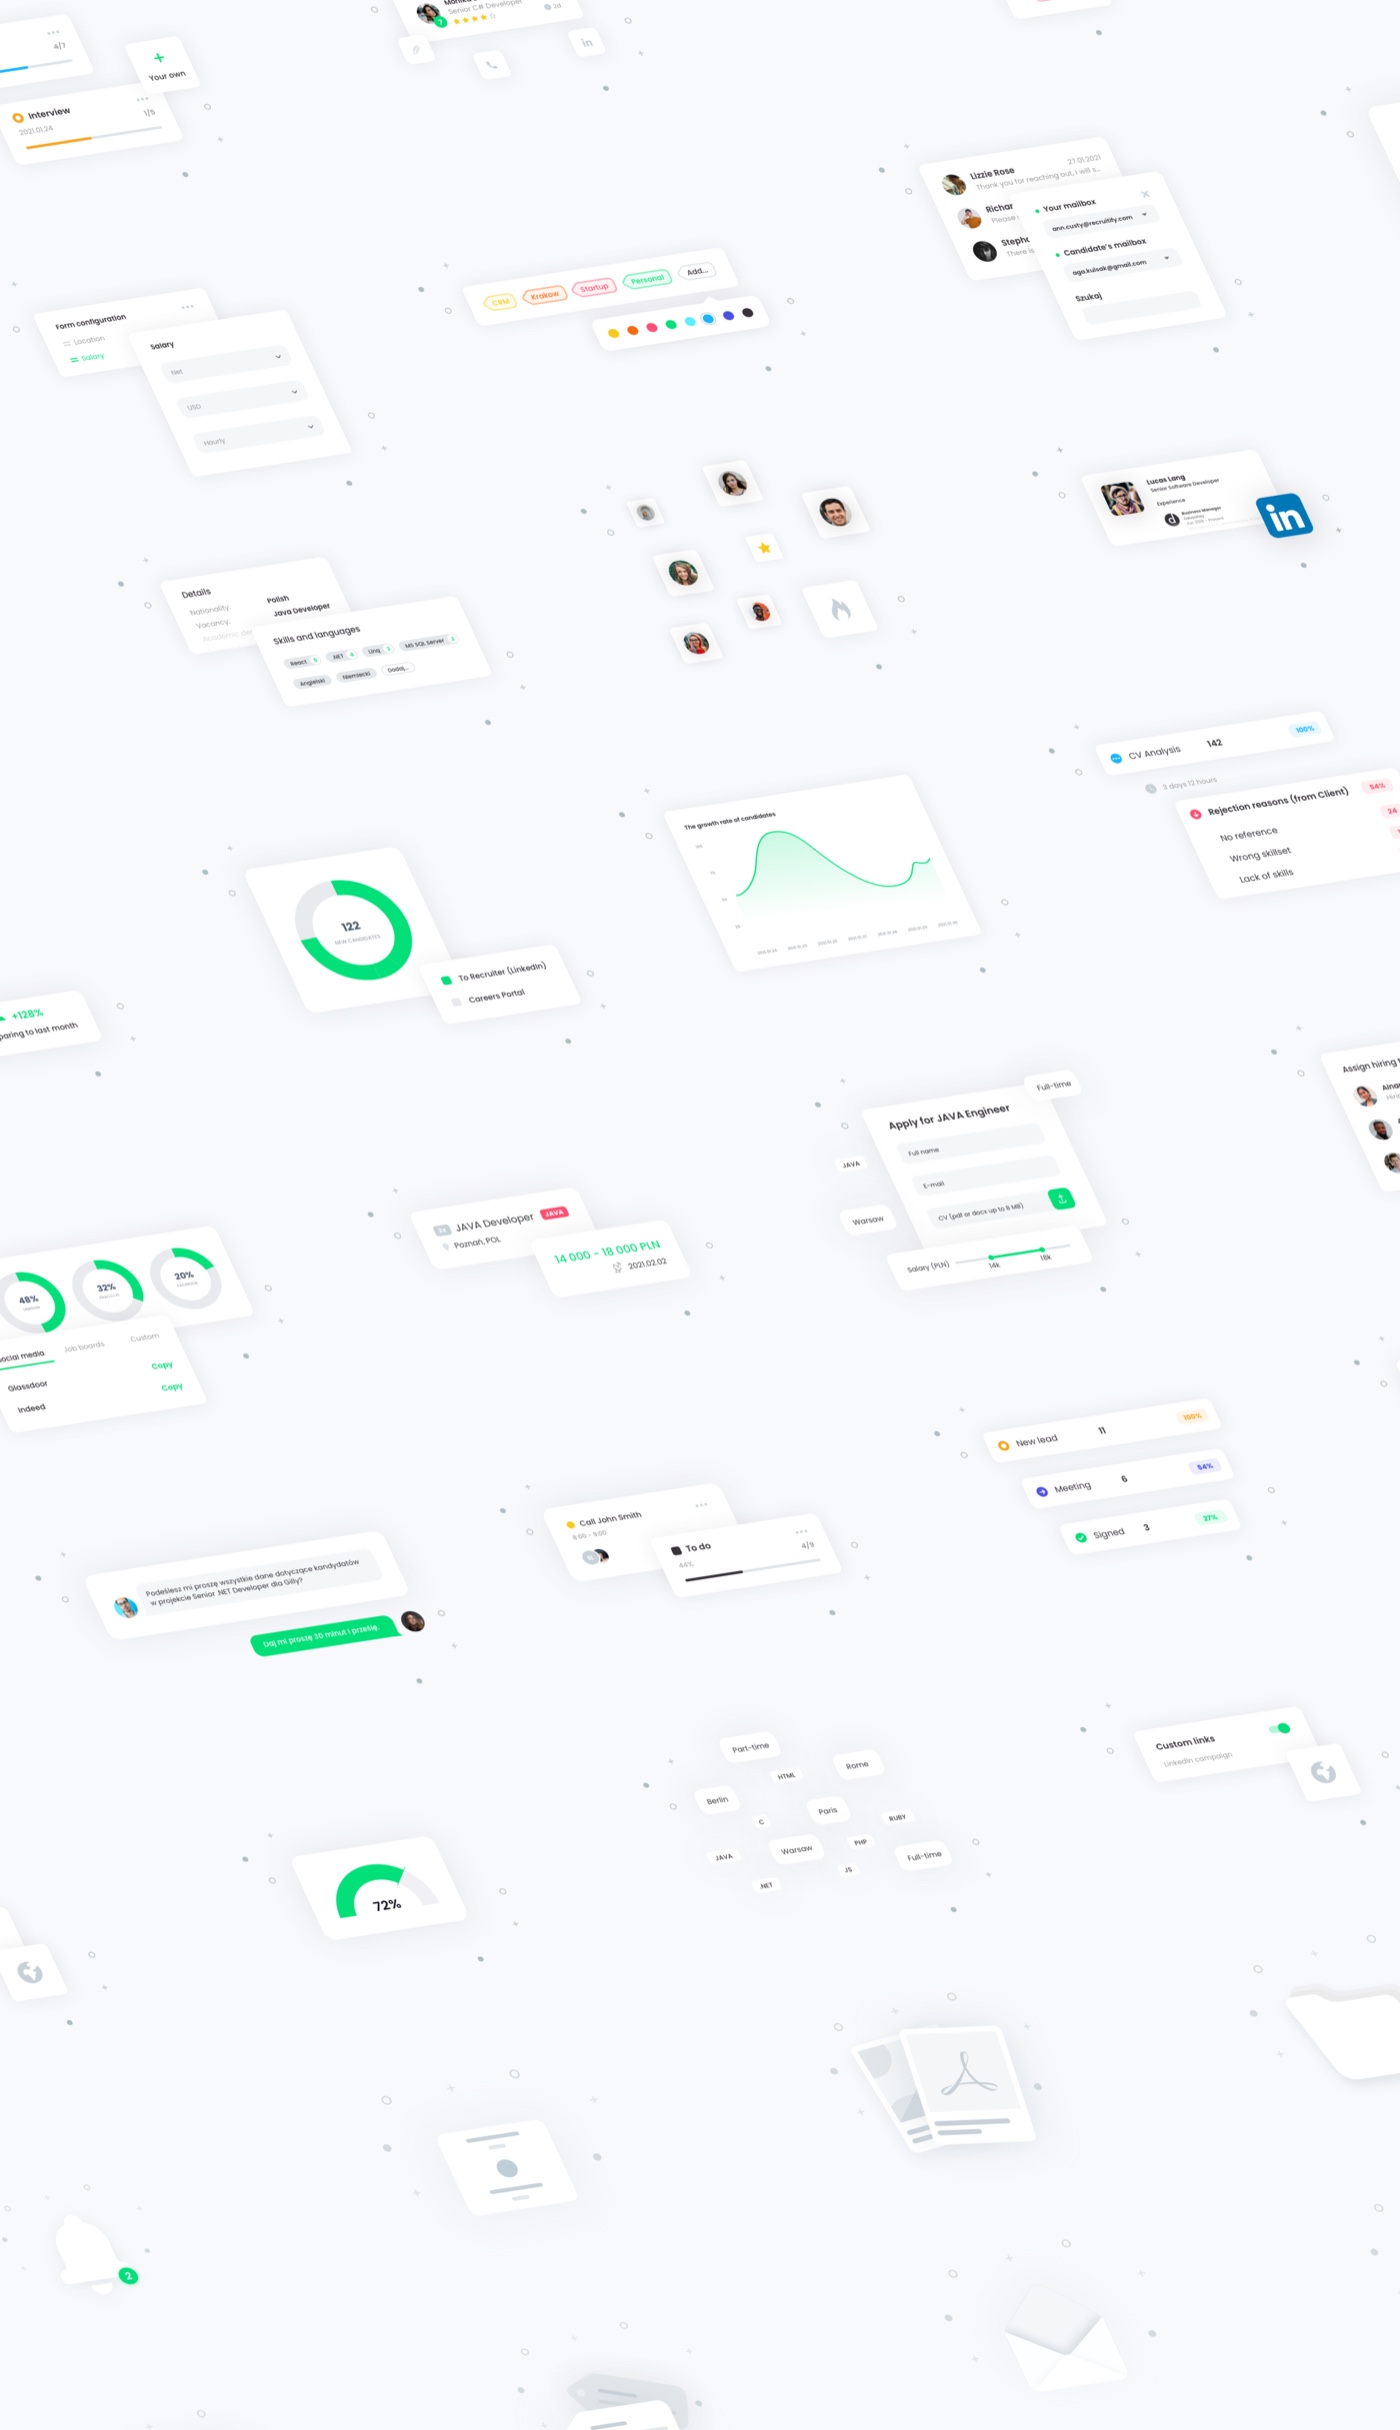 Senior C# Developer
7
2d
4/7
Your own
Interview
1/5
2021.01.24
in
Lizzie Rose
27.01.2021
Thank you for reaching out, I will s...
Richar
Please
Stepho
There is
Your mailbox
ann.custy@recruitify.com
Candidate's mailbox
aga.kulsak@gmail.com
Szukaj
CRM
Krakow
Startup
Personal
Add...
Form configuration
Location
Salary
Salary
Net
USD
Hourly
Lucas Lang
Senior Software Developer
Experience
Business Manager
in
Details
Nationality
Polish
Vacancy
Java Developer
Academic de
Skills and languages
React 5
.NET 4
Linq 3
MS SQL Server 3
Angielski
Niemiecki
Dodaj...
CV Analysis
142
100%
3 days 12 hours
Rejection reasons (from Client)
54%
No reference
24
Wrong skillset
Lack of skills
The growth rate of candidates
122
NEW CANDIDATES
To Recruiter (LinkedIn)
Careers Portal
+128%
paring to last month
Assign hiring
Full-time
Apply for JAVA Engineer
Full name
JAVA
E-mail
Warsaw
CV (pdf or docx up to 5 MB)
Salary (PLN)
14k
18k
JAVA Developer
JAVA
Poznań, POL
14 000 - 18 000 PLN
2021.02.02
48%
32%
20%
ocial media
Job boards
Custom
Glassdoor
Copy
Indeed
Copy
New lead
11
100%
Meeting
6
54%
Signed
3
27%
Call John Smith
8:00 - 9:00
To do
4/9
44%
Podeślesz mi proszę wszystkie dane dotyczące kandydatów
w projekcie Senior .NET Developer dla Gilly?
Daj mi proszę 30 minut i prześlę.
Custom links
LinkedIn campaign
Part-time
HTML
Rome
Berlin
C
Paris
RUBY
JAVA
Warsaw
PHP
Full-time
JS
.NET
72%
2